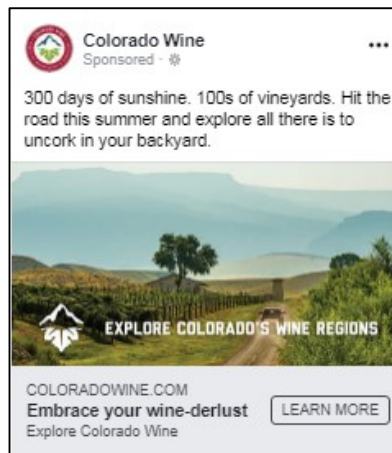 Colorado Wine
Sponsored ·
300 days of sunshine. 100s of vineyards. Hit the
road this summer and explore all there is to
uncork in your backyard.
EXPLORE COLORADO'S WINE REGIONS
COLORADOWINE.COM
Embrace your wine-derlust
LEARN MORE
Explore Colorado Wine